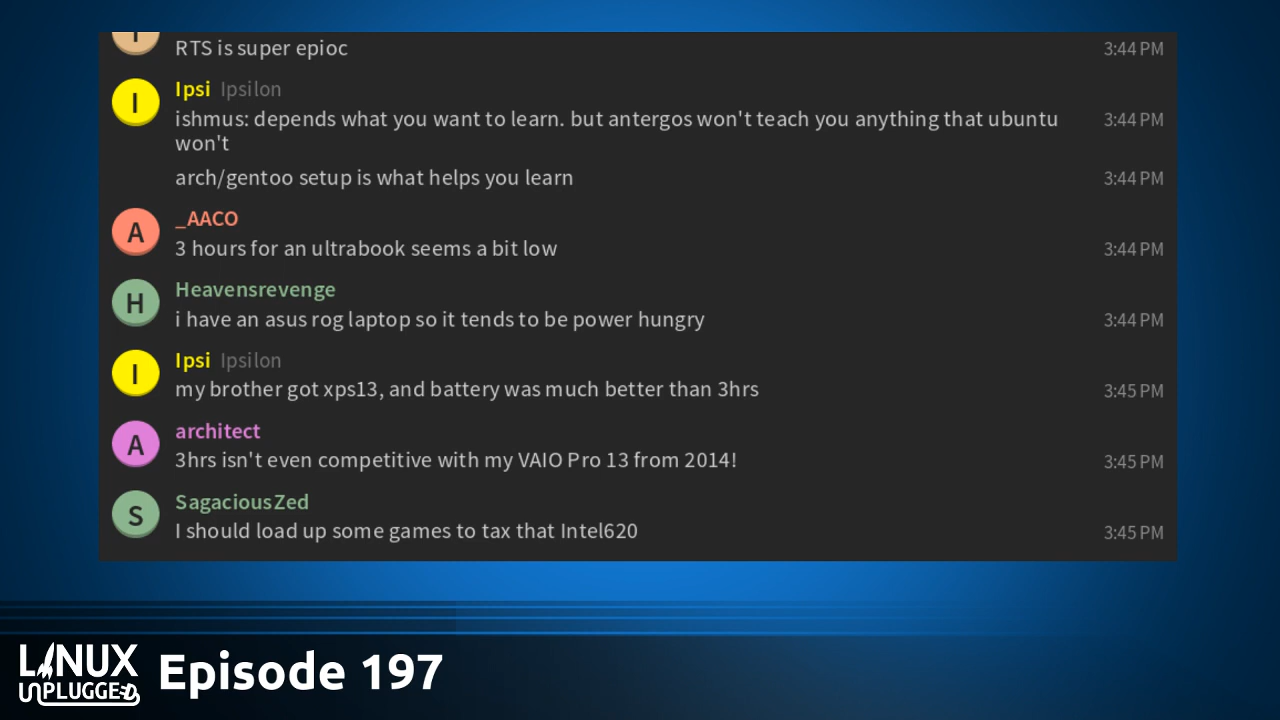 RTS is super epioc 3:44 PM
Ipsi Ipsilon
ishmus: depends what you want to learn. but antergos won't teach you anything that ubuntu 3:44 PM
won't
arch/gentoo setup is what helps you learn 3:44 PM
A _AACO
3 hours for an ultrabook seems a bit low 3:44 PM
H Heavensrevenge
i have an asus rog laptop so it tends to be power hungry 3:44 PM
I Ipsi Ipsilon
my brother got xps13, and battery was much better than 3hrs 3:45 PM
A architect
3hrs isn't even competitive with my VAIO Pro 13 from 2014! 3:45 PM
S SagaciousZed
I should load up some games to tax that Intel620 3:45 PM
LINUX
UNPLUGGED
Episode 197